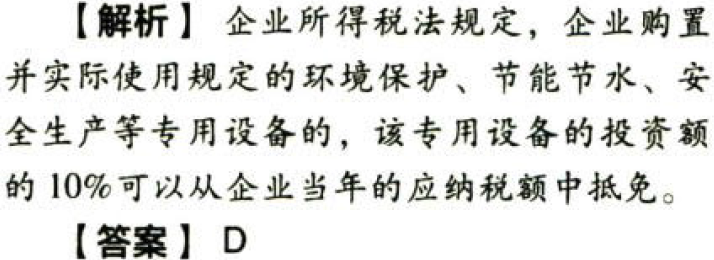 【解析】 企业所得税法规定，企业购置
并实际使用规定的环境保护、节能节水、安
全生产等专用设备的，该专用设备的投资额
的 10%可以从企业当年的应纳税额中抵免。
【答案】 D